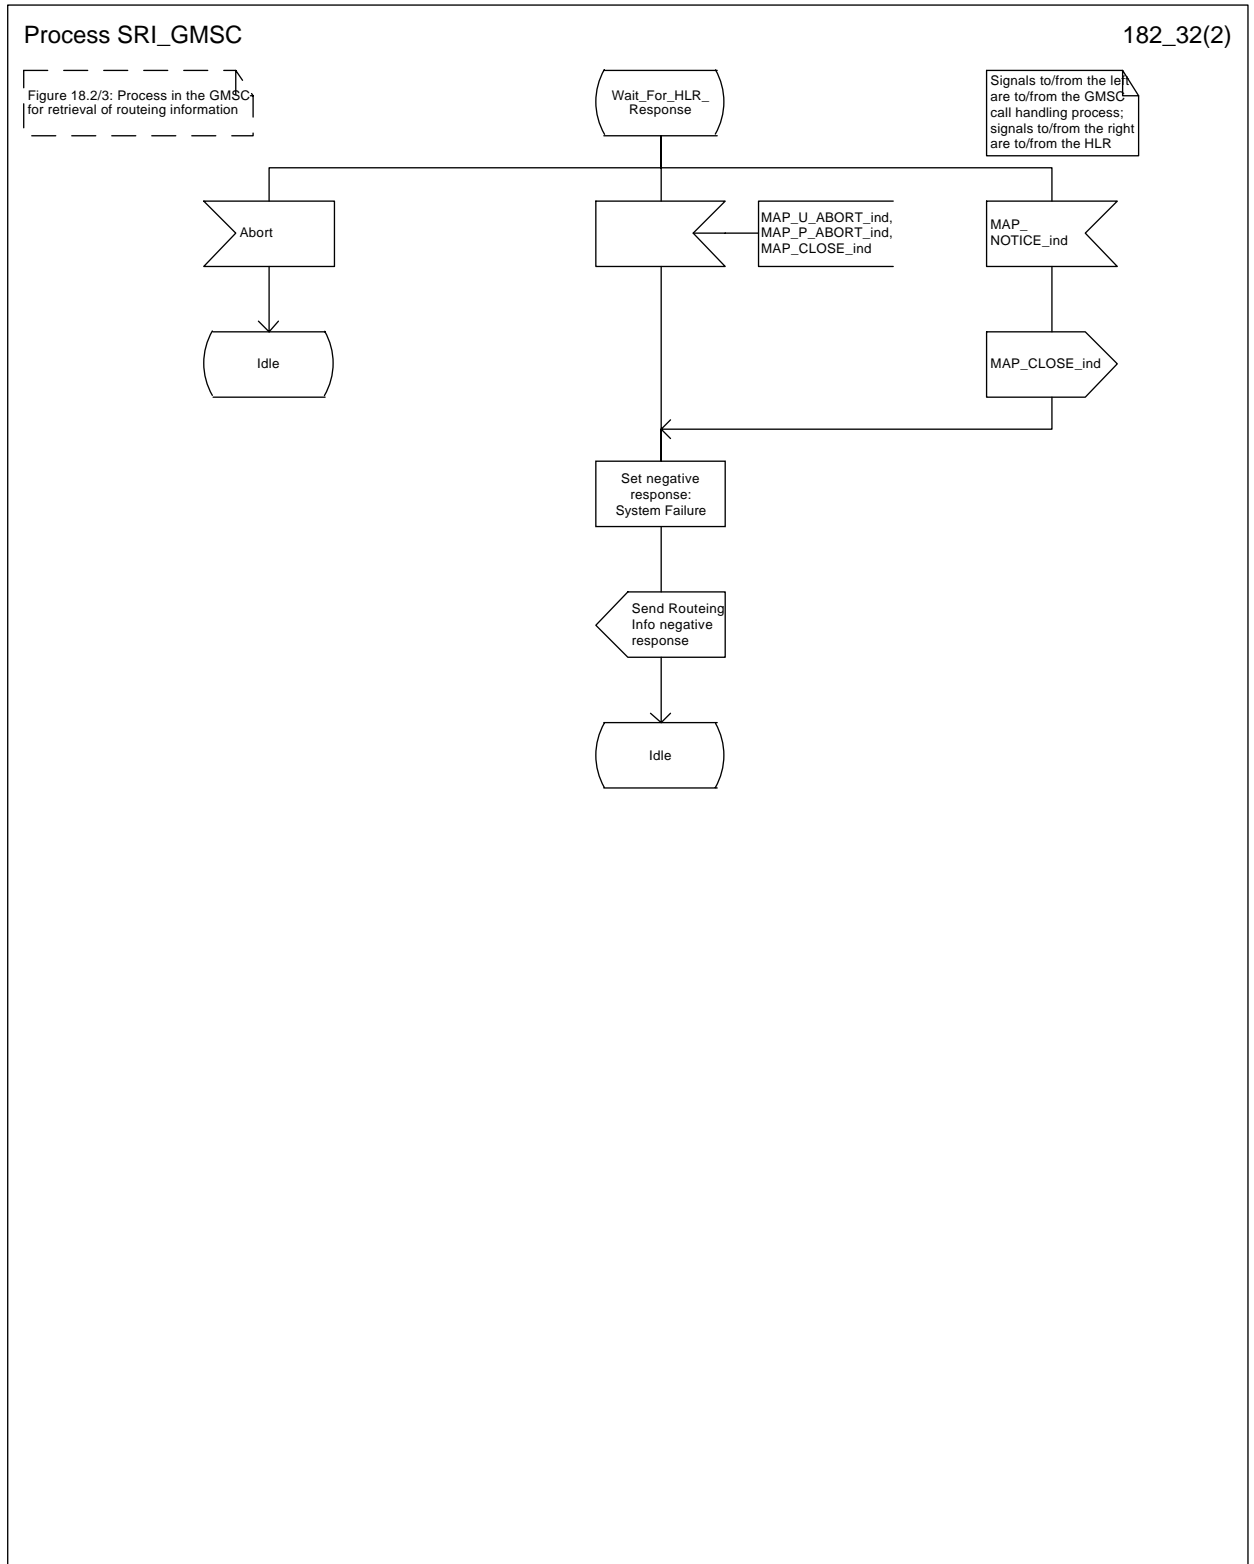 Process SRI_GMSC
182_32(2)
Figure 18.2/3: Process in the GMSC
for retrieval of routeing information
Wait_For_HLR_
Response
Signals to/from the left
are to/from the GMSC
call handling process;
signals to/from the right
are to/from the HLR
Abort
MAP_U_ABORT_ind,
MAP_P_ABORT_ind,
MAP_CLOSE_ind
MAP_
NOTICE_ind
Idle
MAP_CLOSE_ind
Set negative
response:
System Failure
Send Routeing
Info negative
response
Idle